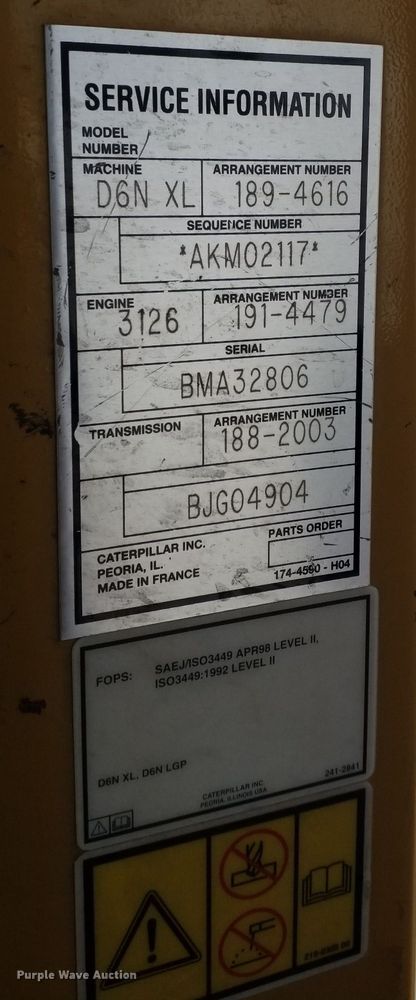 SERVICE INFORMATION
MODEL
NUMBER
MACHINE ARRANGEMENT NUMBER
D6N XL 189-4616
SEQUENCE NUMBER
*AKM02117*
ENGINE ARRANGEMENT NUMBER
3126 191-4479
SERIAL
BMA32806
TRANSMISSION ARRANGEMENT NUMBER
188-2003
BJG04904
CATERPILLAR INC. PARTS ORDER
PEORIA, IL.
MADE IN FRANCE 174-4590 - H04
FOPS: SAEJ/ISO3449 APR98 LEVEL II,
ISO3449:1992 LEVEL II
D6N XL, D6N LGP
CATERPILLAR INC 241-2841
PEORIA, ILLINOIS USA
Purple Wave Auction